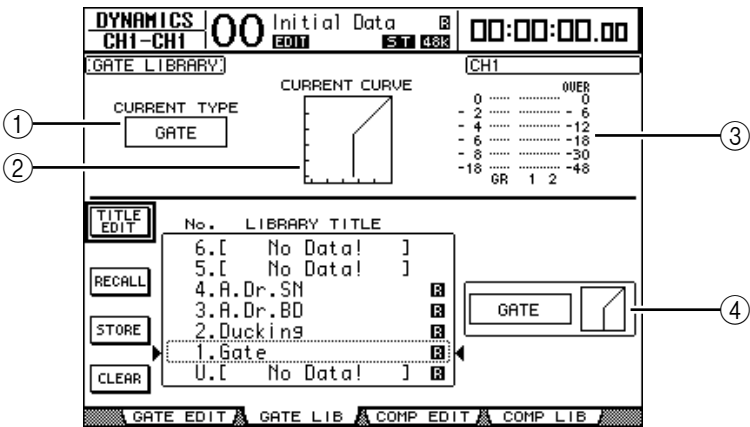 DYNAMICS
CH1-CH1
00
Initial Data
R
EDIT
ST
48k
00:00:00.00
GATE LIBRARY
CH1
CURRENT TYPE
GATE
CURRENT CURVE
OVER
0 0
-2 -6
-4 -12
-6 -18
-8 -30
-18 -48
GR 1 2
1
2
3
TITLE EDIT
RECALL
STORE
CLEAR
No. LIBRARY TITLE
6.[ No Data! ]
5.[ No Data! ]
4.A.Dr.SN R
3.A.Dr.BD R
2.Ducking R
1.Gate R
U.[ No Data! ] R
GATE
4
GATE EDIT GATE LIB COMP EDIT COMP LIB